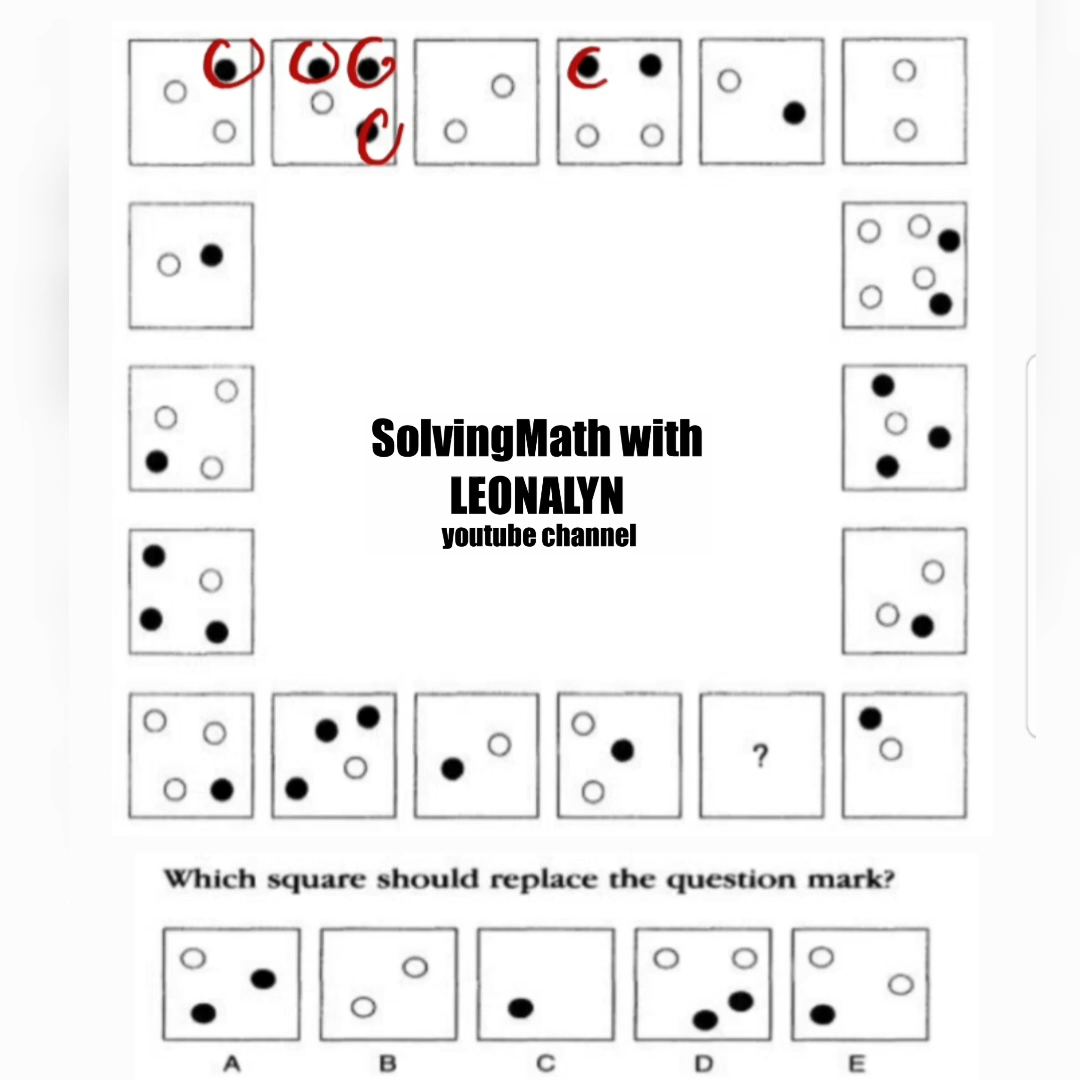 SolvingMath with
LEONALYN
youtube channel
?
Which square should replace the question mark?
A B C D E